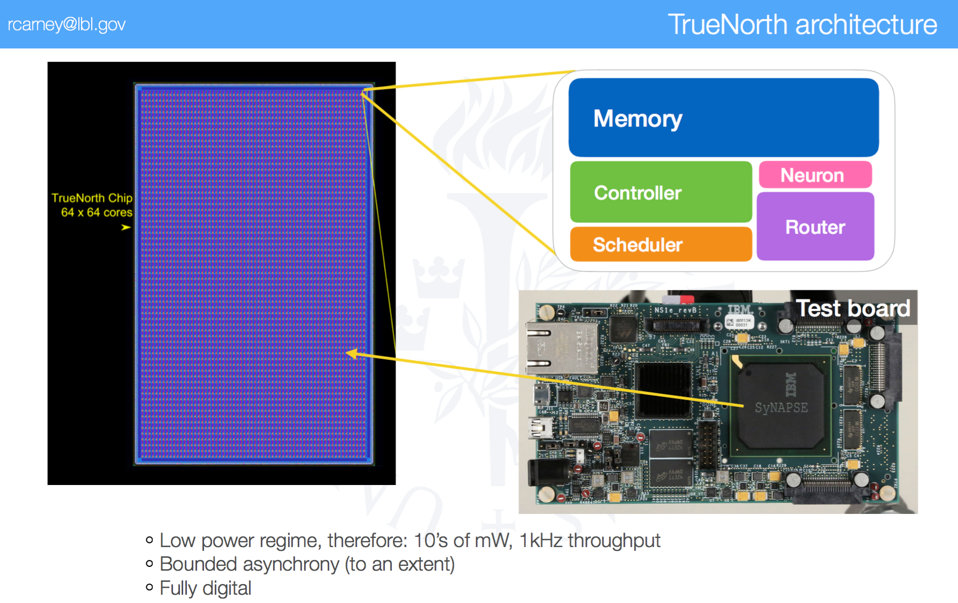 rcarney@lbl.gov
TrueNorth architecture
TrueNorth Chip
64 x 64 cores
Memory
Controller
Neuron
Router
Scheduler
Test board
NS1e_revB
IBM
IBM
SyNAPSE
Low power regime, therefore: 10's of mW, 1kHz throughput
Bounded asynchrony (to an extent)
Fully digital